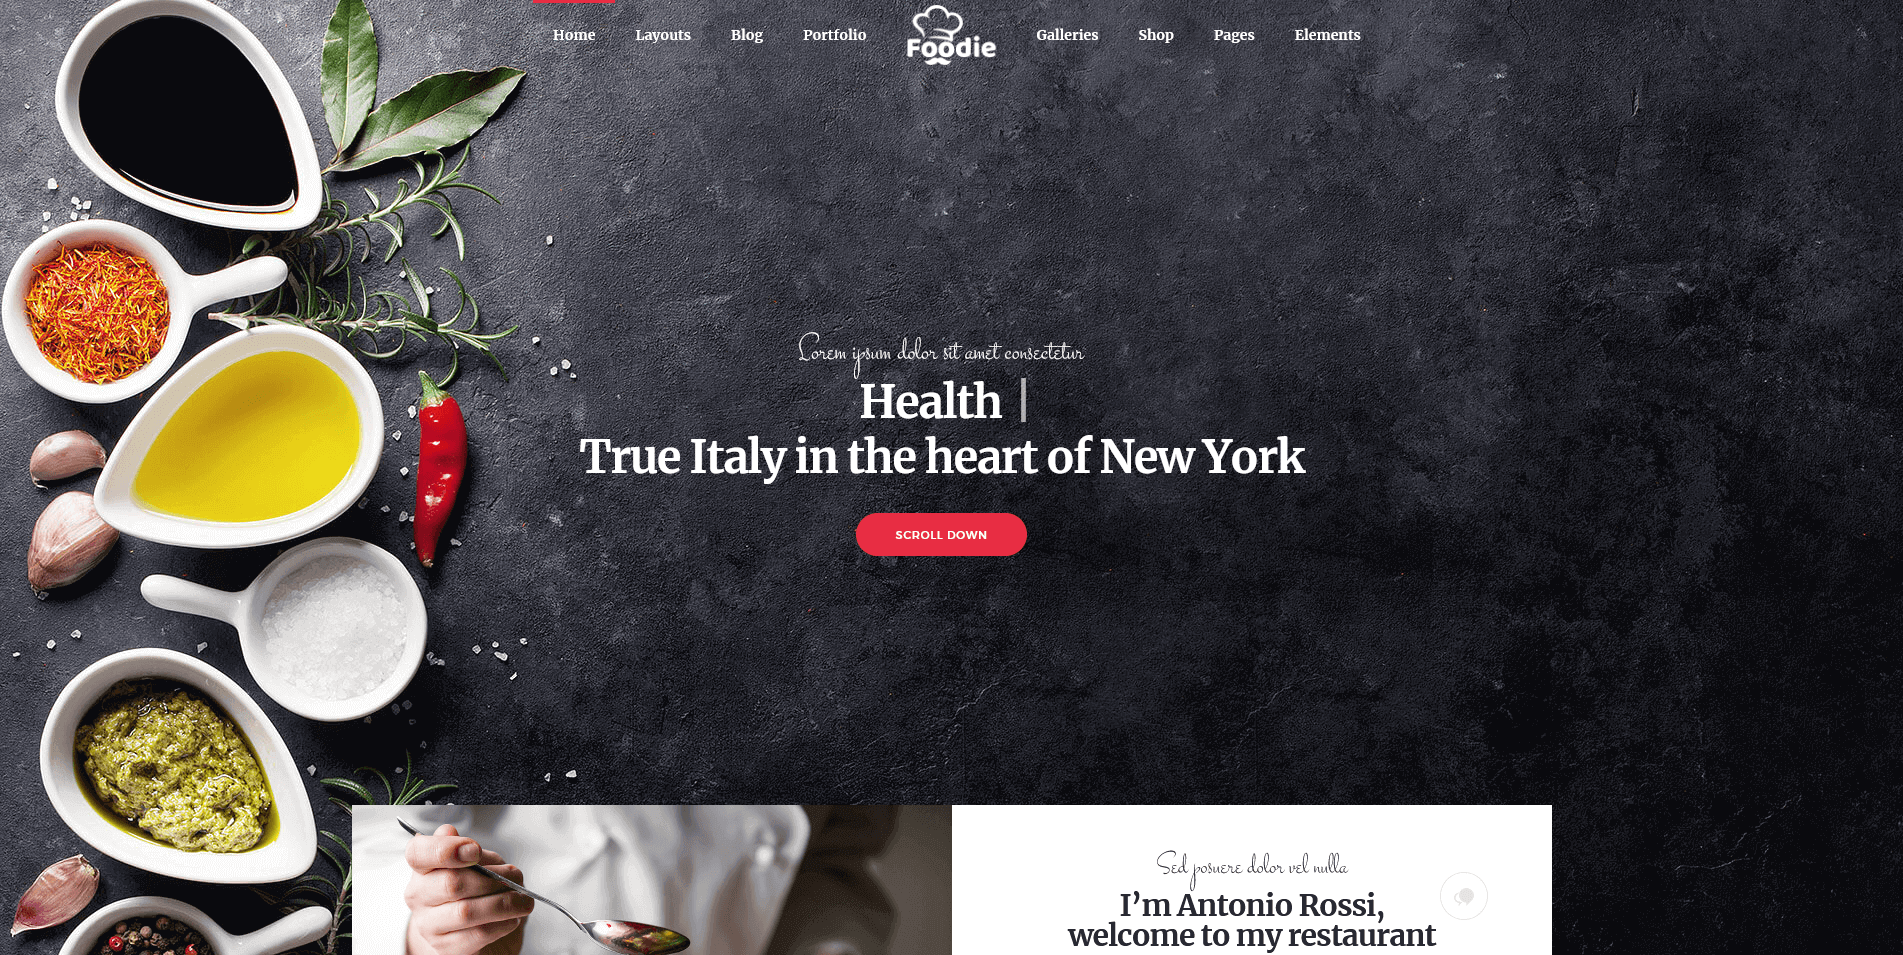 Home Layouts Blog Portfolio Foodie Galleries Shop Pages Elements
Lorem ipsum dolor sit amet consectetur
Health
True Italy in the heart of New York
SCROLL DOWN
Sed posuere dolor vel nulla
I’m Antonio Rossi,
welcome to my restaurant